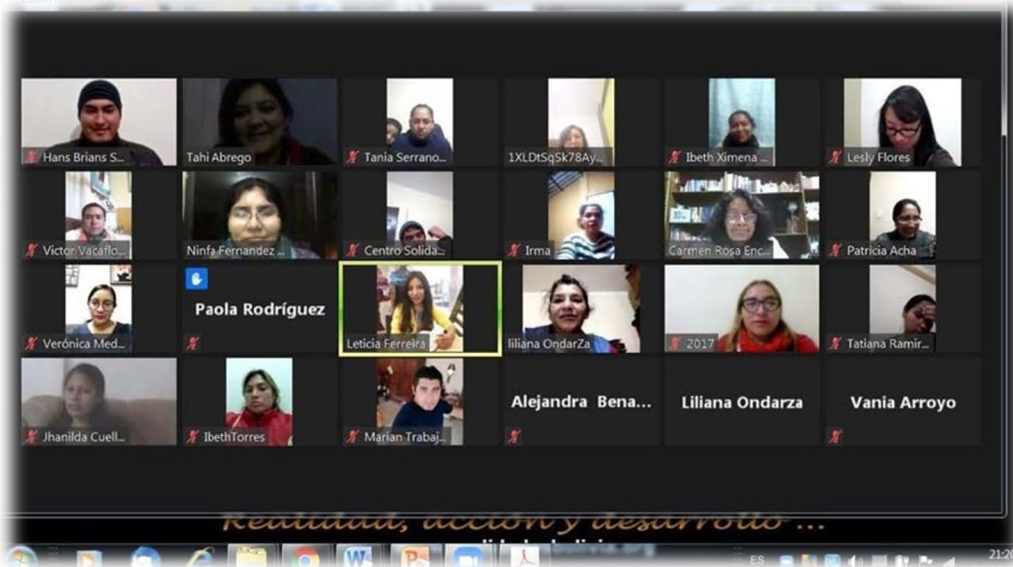 Hans Brians S...
Tahi Abrego
Tania Serrano...
1XLDtSqSk78Ay...
Ibeth Ximena ...
Lesly Flores
Victor Vacaflo...
Ninfa Fernandez ...
Centro Solida...
Irma
Carmen Rosa Enc...
Patricia Acha
Verónica Med...
Paola Rodríguez
Leticia Ferreira
liliana OndarZa
2017
Tatiana Ramir...
Jhanilda Cuell...
IbethTorres
Marian Trabaj...
Alejandra Bena...
Liliana Ondarza
Vania Arroyo
Realidad, acción y desarrollo ...
ES
21:20